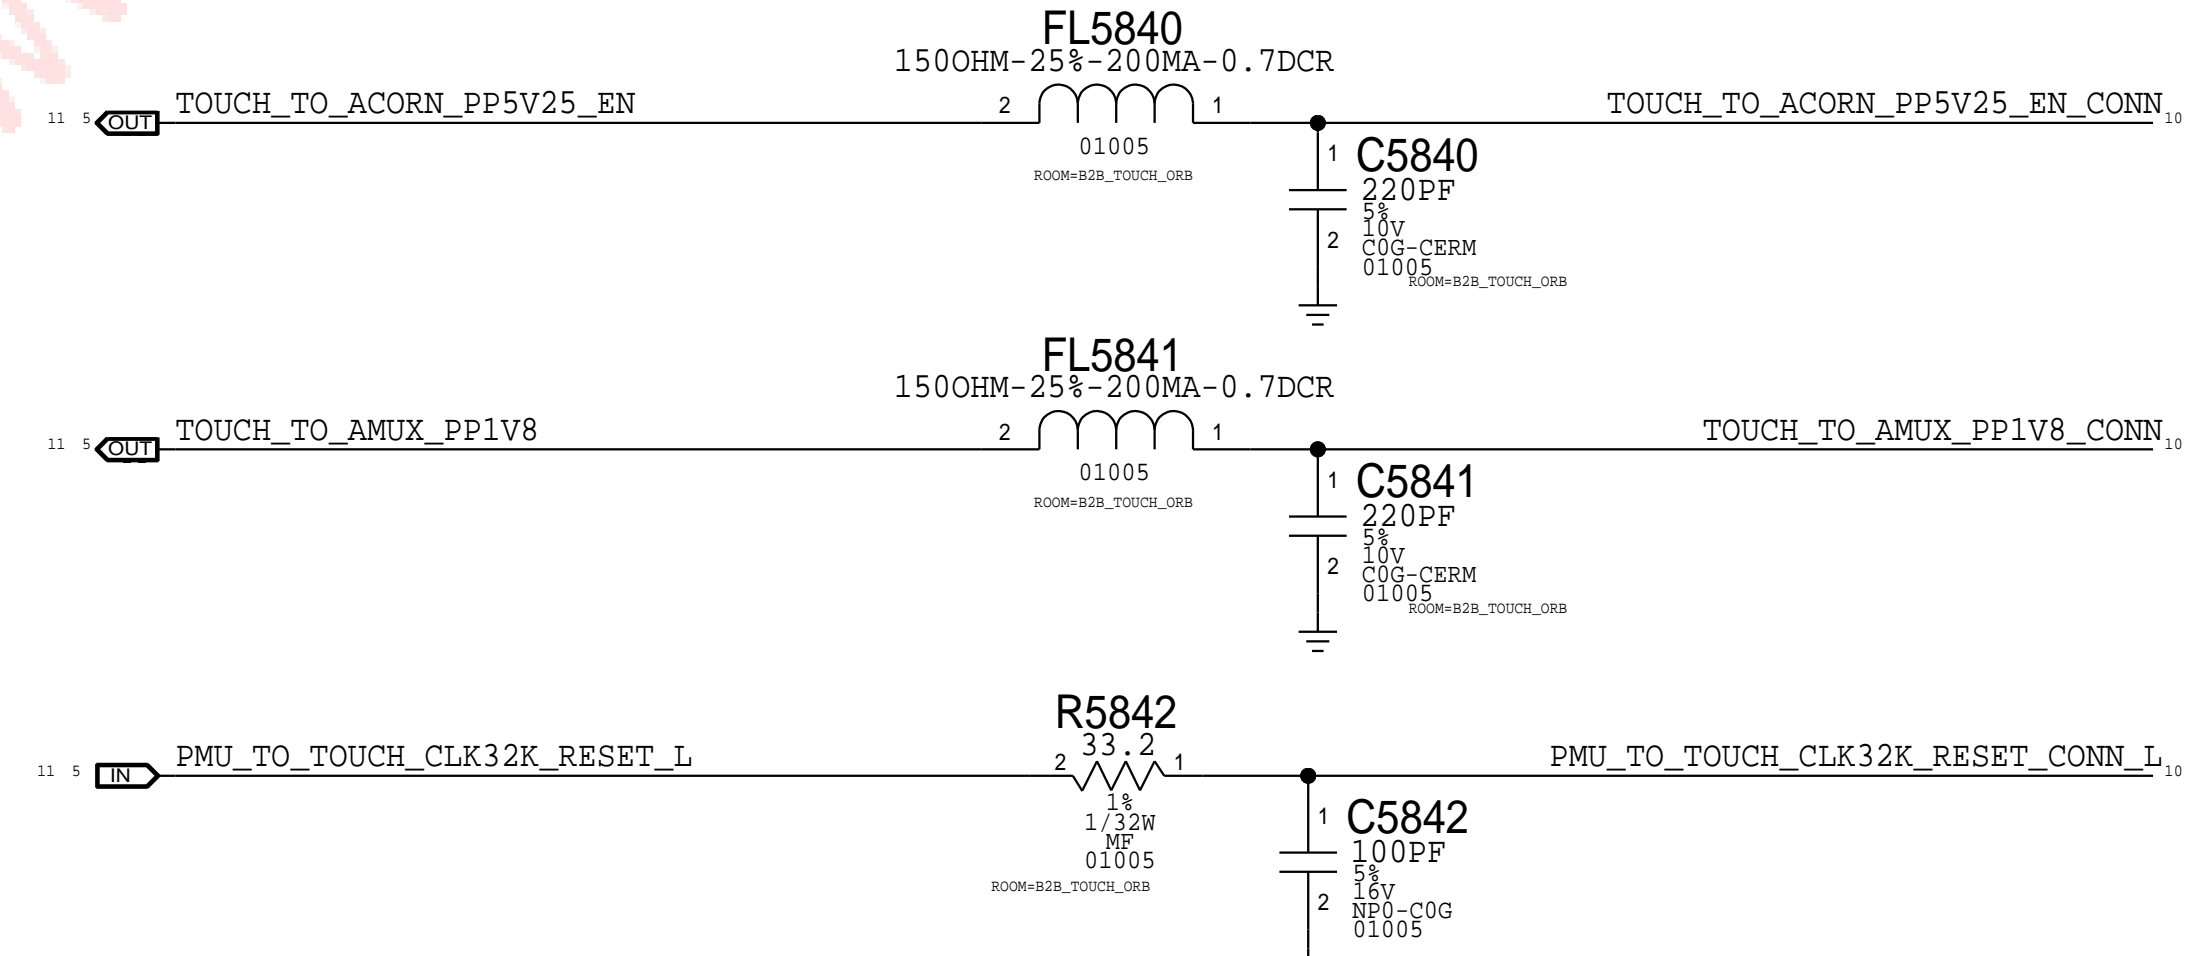 FL5840
150OHM-25%-200MA-0.7DCR
11 5 OUT TOUCH_TO_ACORN_PP5V25_EN 2 1 TOUCH_TO_ACORN_PP5V25_EN_CONN 10
01005
ROOM=B2B_TOUCH_ORB
1 C5840
220PF
5%
10V
2 C0G-CERM
01005
ROOM=B2B_TOUCH_ORB
FL5841
150OHM-25%-200MA-0.7DCR
11 5 OUT TOUCH_TO_AMUX_PP1V8 2 1 TOUCH_TO_AMUX_PP1V8_CONN 10
01005
ROOM=B2B_TOUCH_ORB
1 C5841
220PF
5%
10V
2 C0G-CERM
01005
ROOM=B2B_TOUCH_ORB
R5842
33.2
11 5 IN PMU_TO_TOUCH_CLK32K_RESET_L 2 1 PMU_TO_TOUCH_CLK32K_RESET_CONN_L 10
1%
1/32W
MF
01005
ROOM=B2B_TOUCH_ORB
1 C5842
100PF
5%
16V
2 NP0-C0G
01005